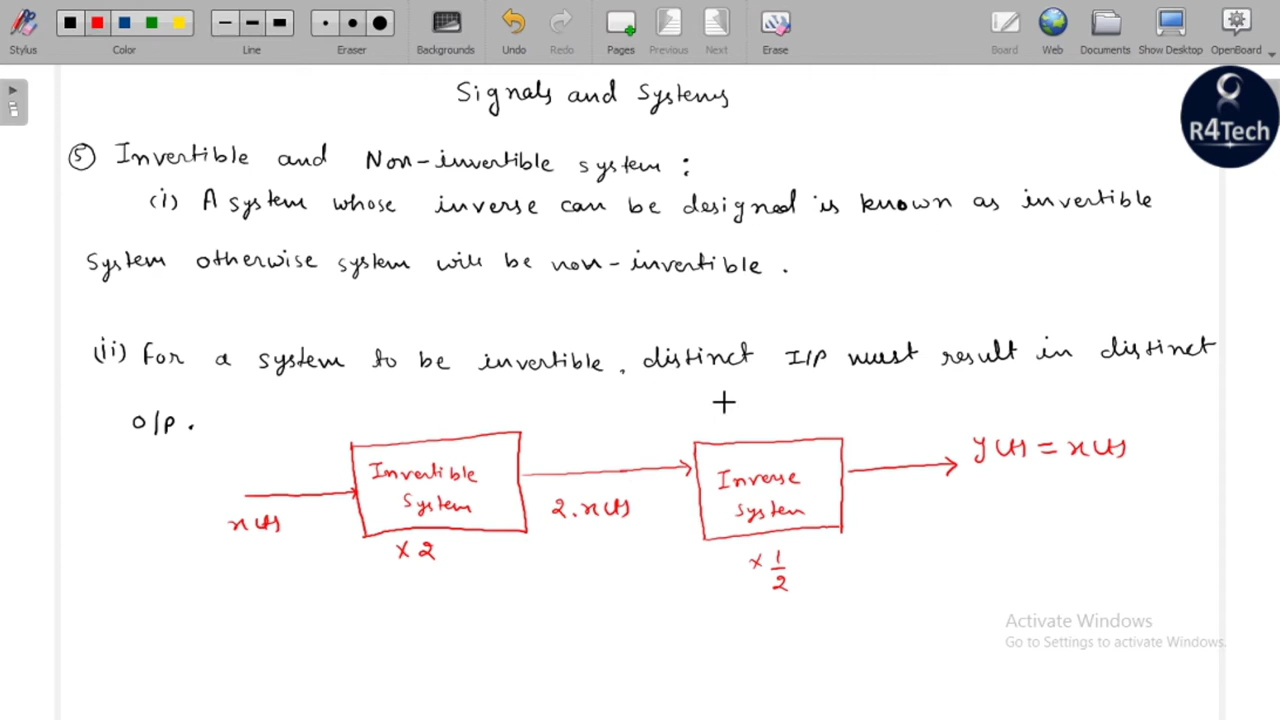 Stylus
Color
Line
Eraser
Backgrounds
Undo
Redo
Pages
Previous
Next
Erase
Board
Web
Documents
Show Desktop
OpenBoard
R4Tech
Signals and Systems
⑤ Invertible and Non-invertible system :
(i) A system whose inverse can be designed is known as invertible
System otherwise system will be non-invertible .
(ii) For a system to be invertible, distinct I/P must result in distinct
O/P .
x(t)
Invertible
System
× 2
2.x(t)
Inverse
System
× 1/2
y(t) = x(t)
Activate Windows
Go to Settings to activate Windows.